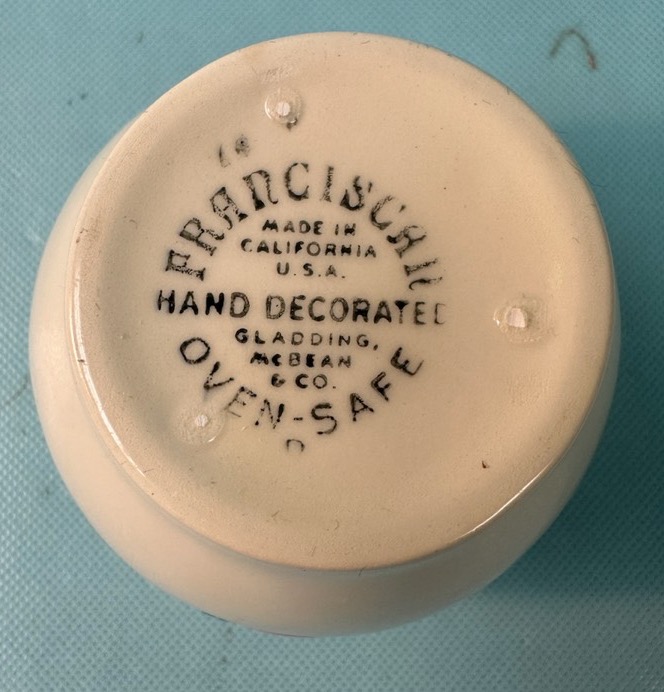 FRANCISCAN
MADE IN
CALIFORNIA
U.S.A.
HAND DECORATED
GLADDING,
McBEAN
& CO.
OVEN-SAFE